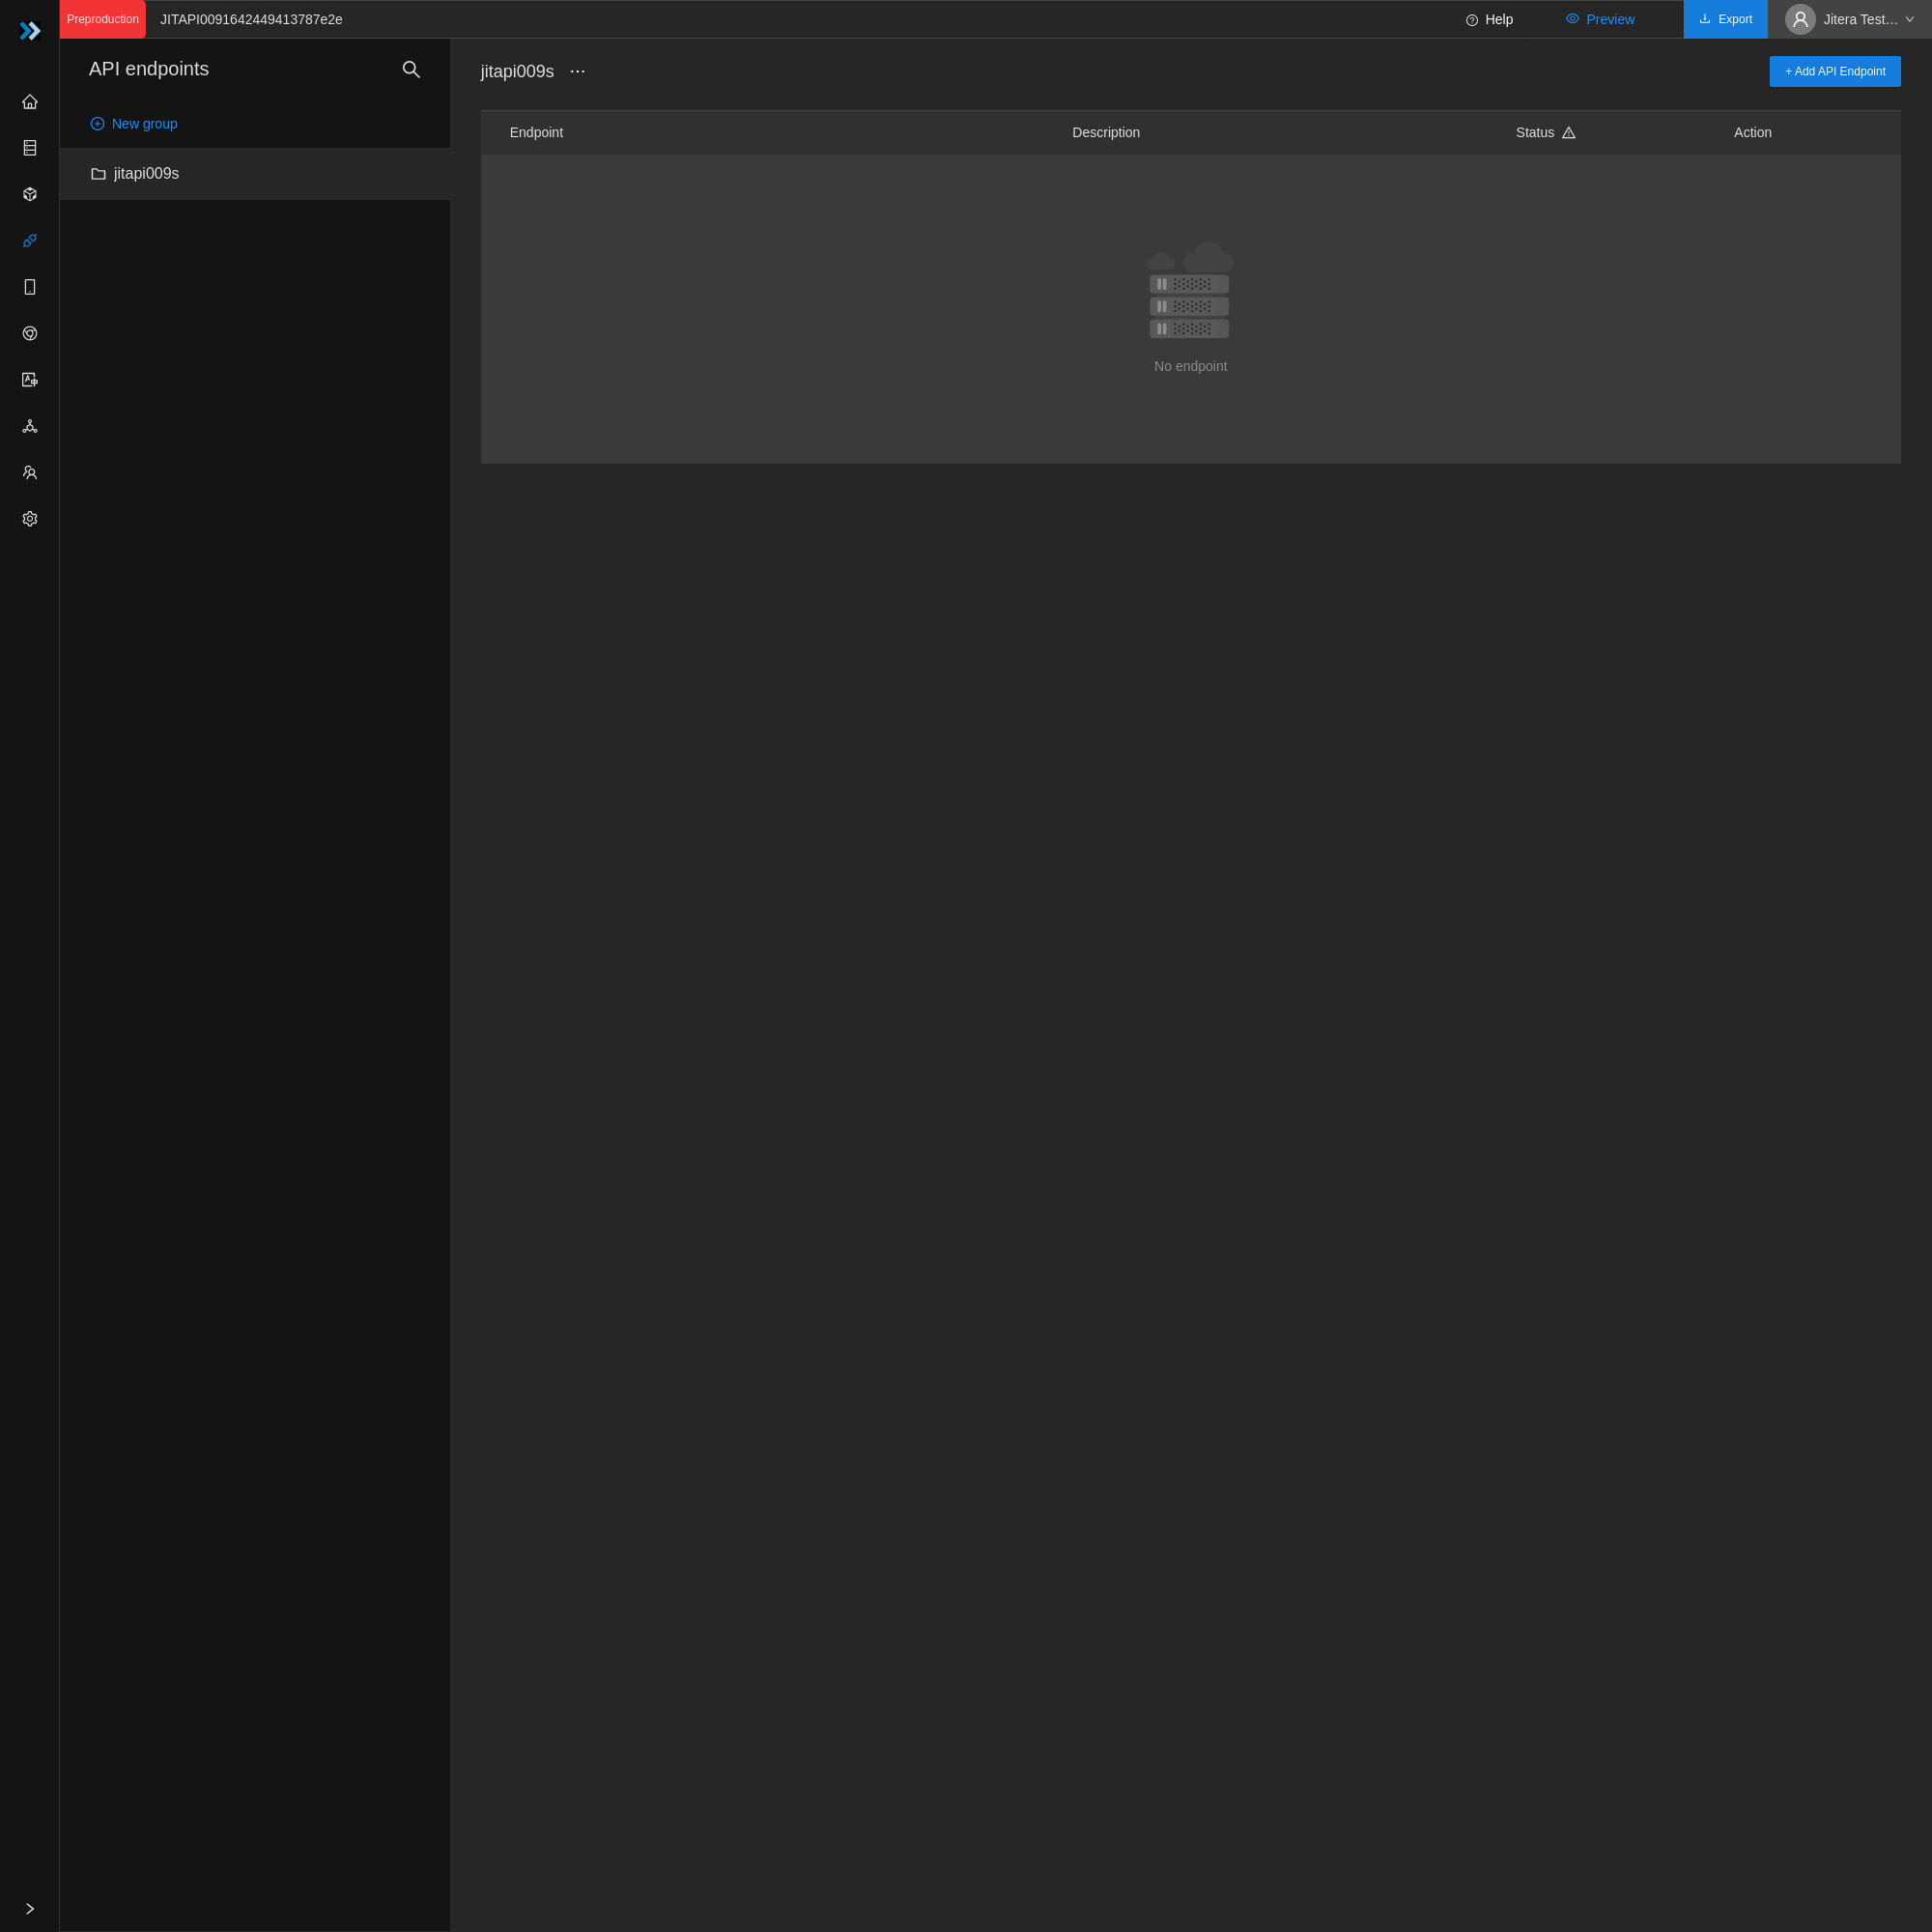 Preproduction
JITAPI0091642449413787e2e
Help
Preview
Export
Jitera Test…
API endpoints
New group
jitapi009s
jitapi009s ···
+ Add API Endpoint
Endpoint Description Status Action
No endpoint